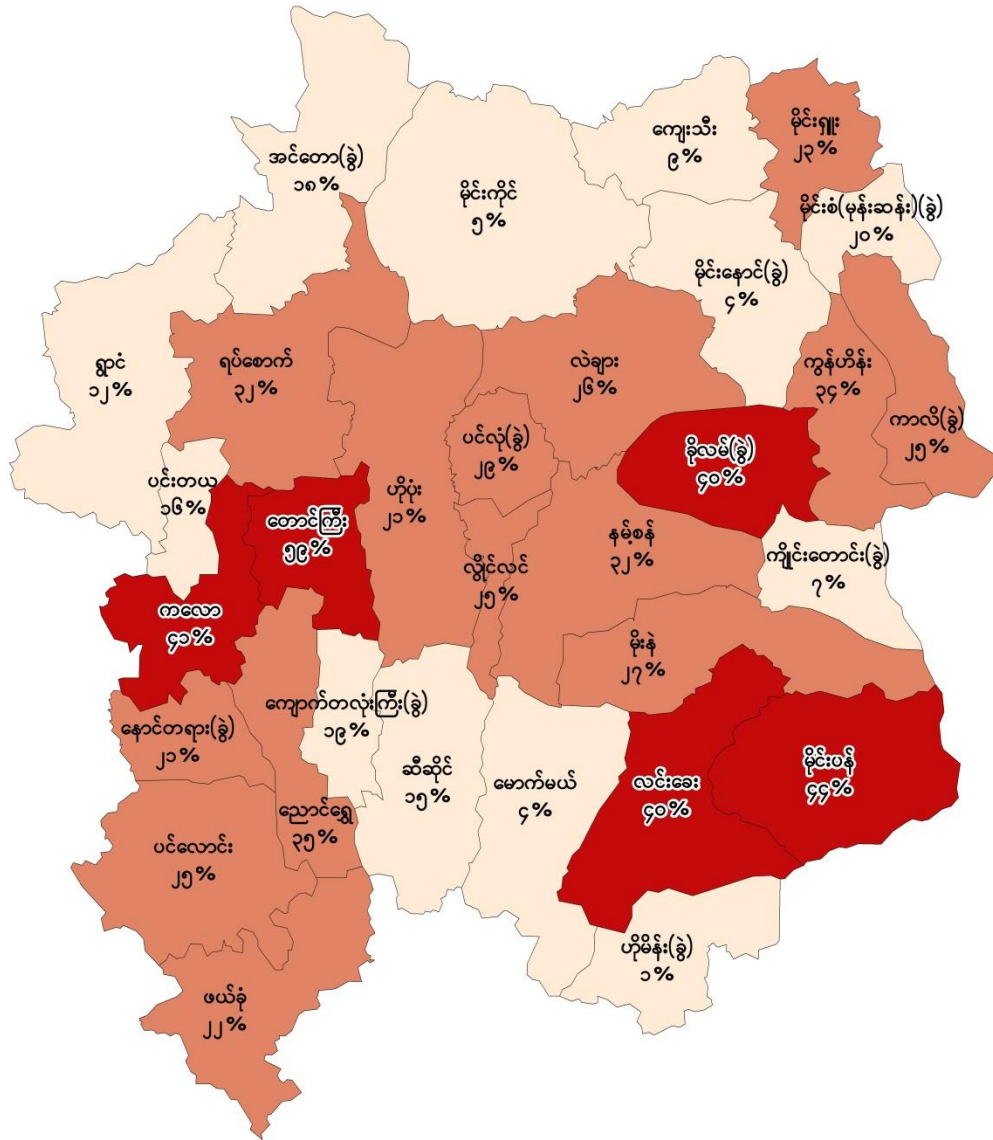 ကျေးသီး
၉%
မိုင်းရှူး
၂၃%
အင်တော(ခွဲ)
၁၈%
မိုင်းကိုင်
၅%
မိုင်းစံ(မုန်းဆန်း)(ခွဲ)
၂၀%
မိုင်းနောင်(ခွဲ)
၄%
ရွာငံ
၁၂%
ရပ်စောက်
၃၂%
လဲချား
၂၆%
ကွန်ဟိန်း
၃၄%
ကာလိ(ခွဲ)
၂၅%
ပင်လုံ(ခွဲ)
၂၉%
ခိုလမ်(ခွဲ)
၄၀%
ပင်းတယ
၁၆%
ဟိုပုံး
၂၁%
တောင်ကြီး
၅၉%
နမ့်စန်
၃၂%
ကျိုင်းတောင်း(ခွဲ)
၇%
လွိုင်လင်
၂၅%
ကလော
၄၁%
မိုးနဲ
၂၇%
ကျောက်တလုံးကြီး(ခွဲ)
၁၉%
နောင်တရား(ခွဲ)
၂၁%
ဆီဆိုင်
၁၅%
မောက်မယ်
၄%
လင်းခေး
၄၀%
မိုင်းပန်
၄၄%
ညောင်ရွှေ
၃၅%
ပင်လောင်း
၂၅%
ဟိုမိန်း(ခွဲ)
၁%
ဖယ်ခုံ
၂၂%